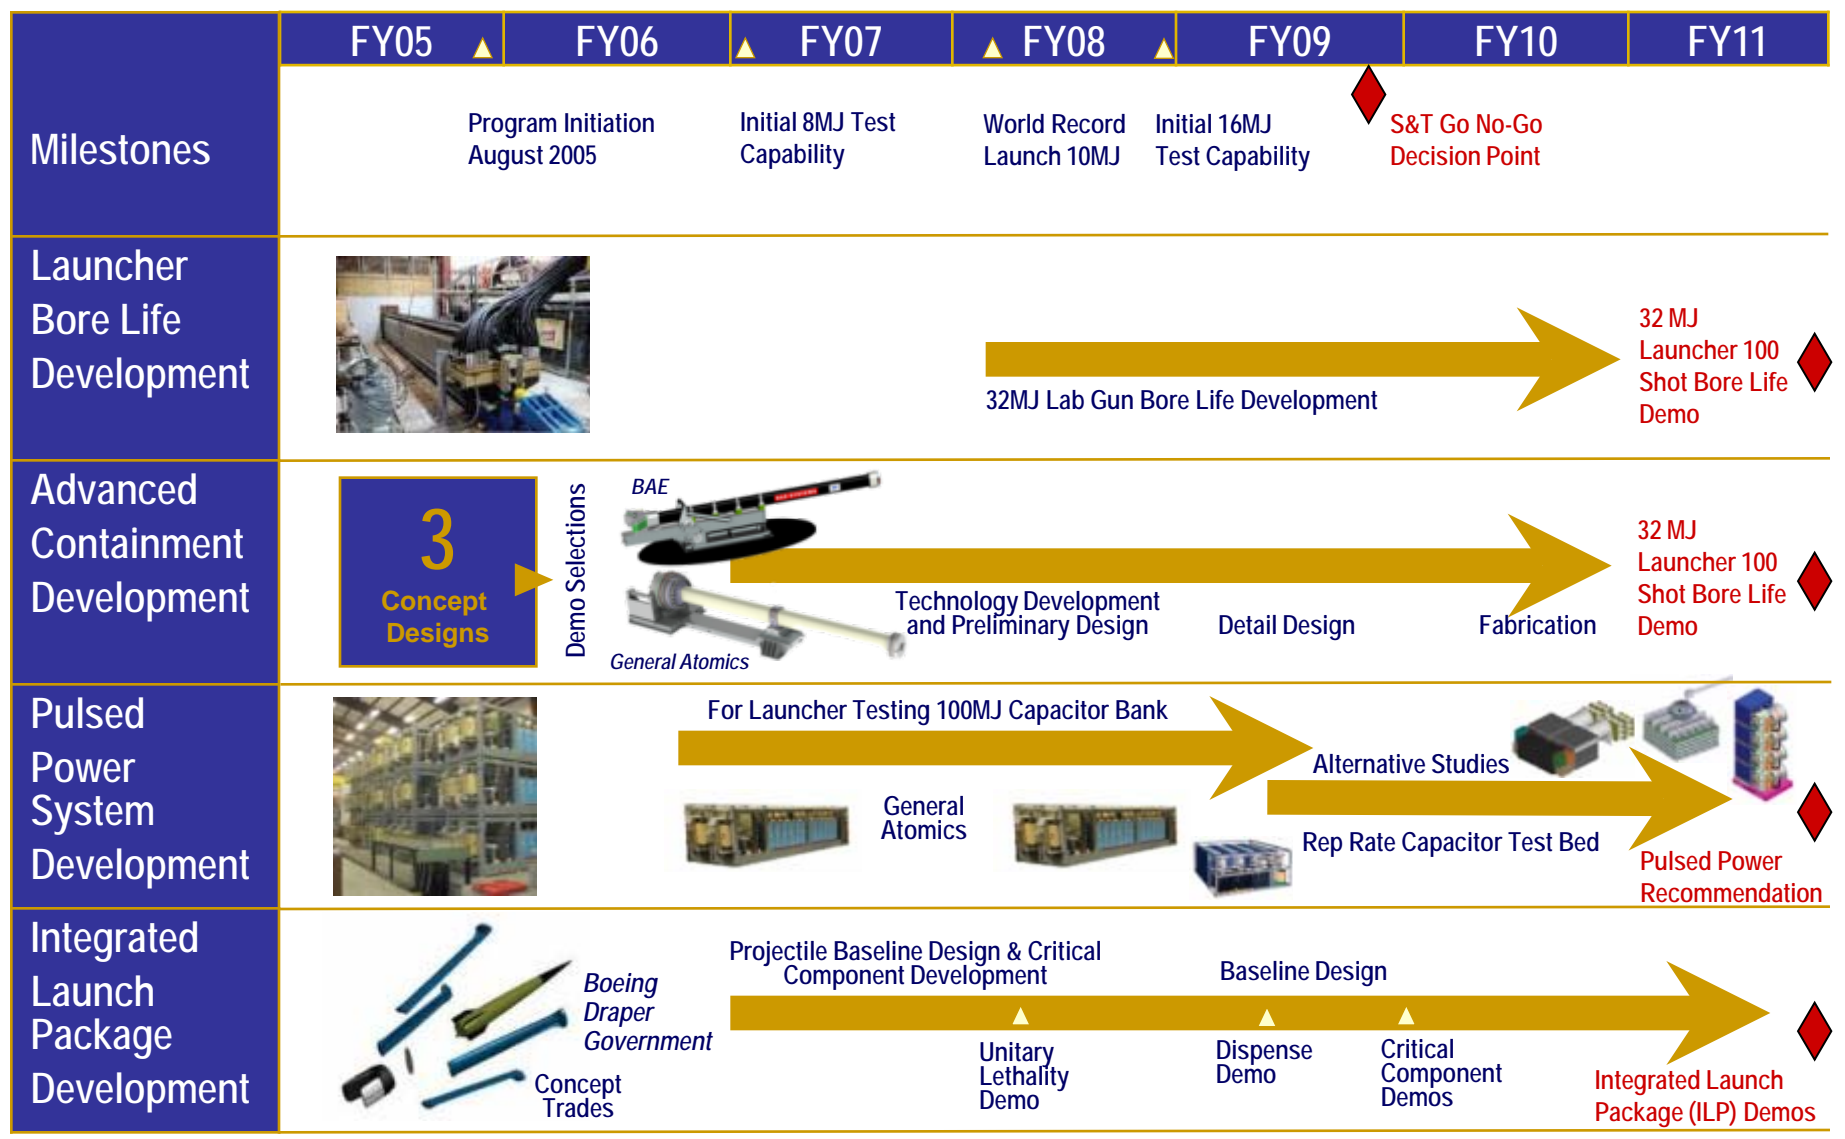 FY05
FY06
FY07
FY08
FY09
FY10
FY11
Milestones
Program Initiation
August 2005
Initial 8MJ Test
Capability
World Record
Launch 10MJ
Initial 16MJ
Test Capability
S&T Go No-Go
Decision Point
Launcher
Bore Life
Development
32MJ Lab Gun Bore Life Development
32 MJ
Launcher 100
Shot Bore Life
Demo
Advanced
Containment
Development
3
Concept
Designs
Demo Selections
BAE
General Atomics
Technology Development
and Preliminary Design
Detail Design
Fabrication
32 MJ
Launcher 100
Shot Bore Life
Demo
Pulsed
Power
System
Development
For Launcher Testing 100MJ Capacitor Bank
General
Atomics
Alternative Studies
Rep Rate Capacitor Test Bed
Pulsed Power
Recommendation
Integrated
Launch
Package
Development
Boeing
Draper
Government
Concept
Trades
Projectile Baseline Design & Critical
Component Development
Baseline Design
Unitary
Lethality
Demo
Dispense
Demo
Critical
Component
Demos
Integrated Launch
Package (ILP) Demos